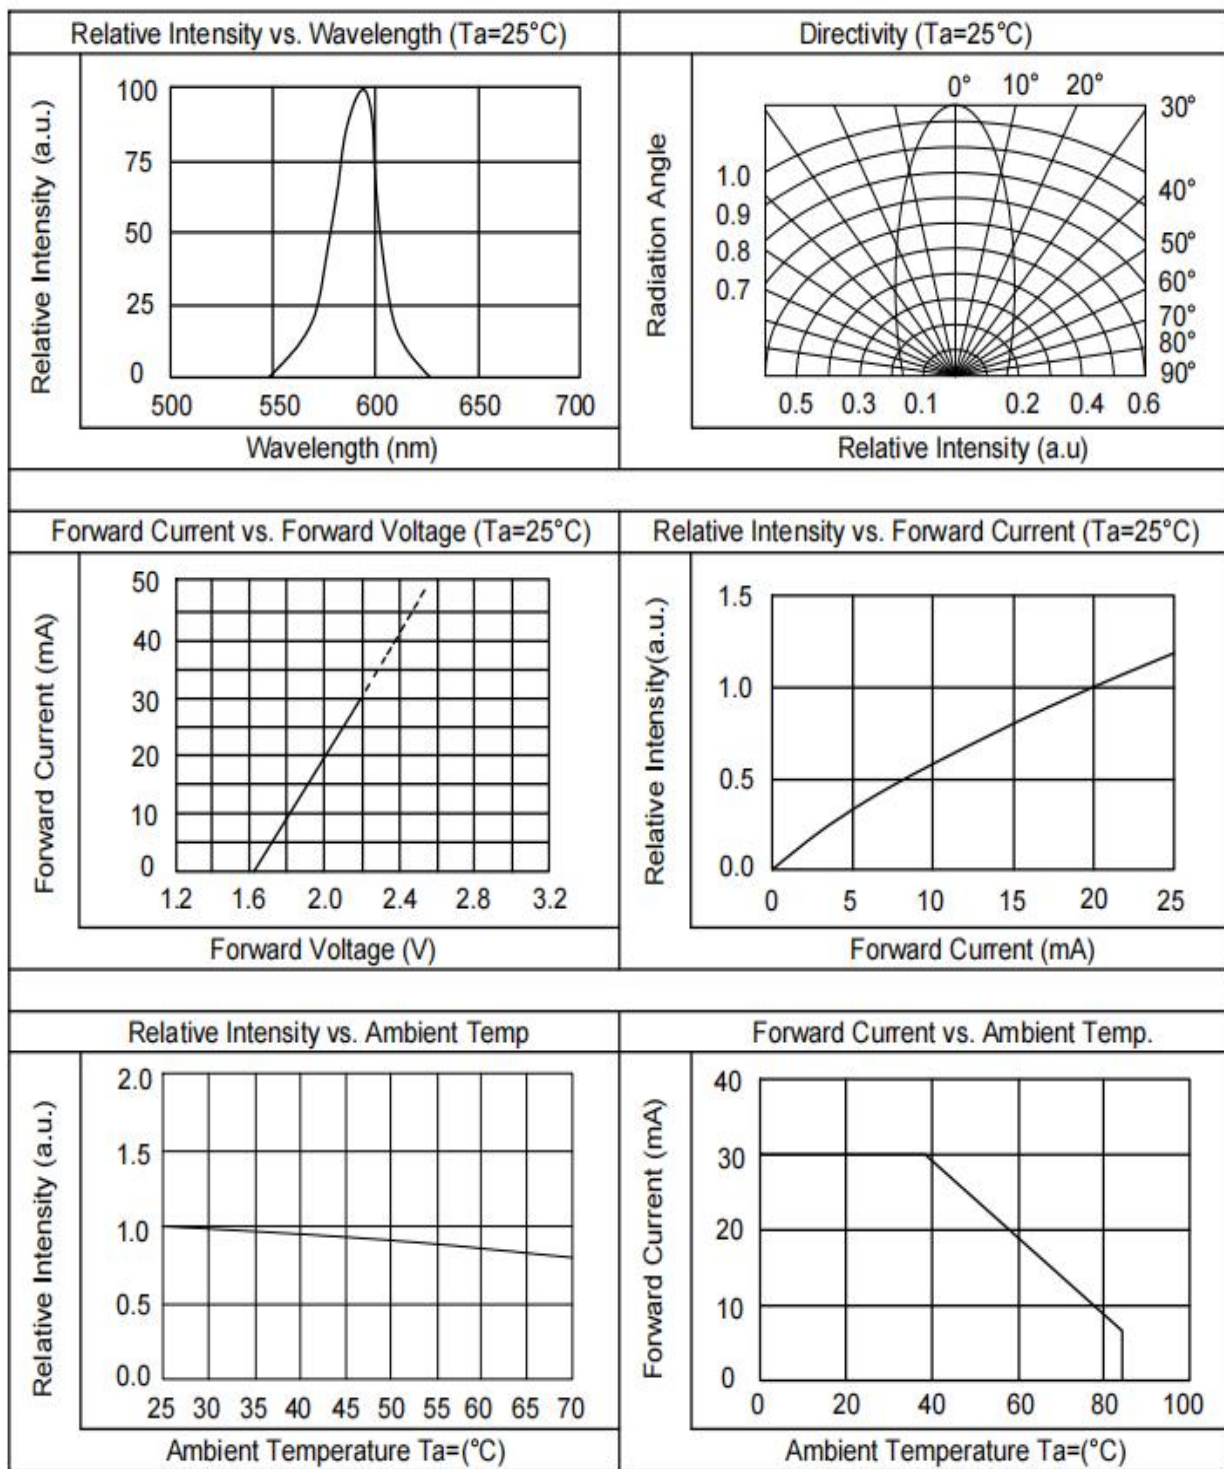 Relative Intensity vs. Wavelength (Ta=25°C)
Relative Intensity (a.u.)
100
75
50
25
0
500 550 600 650 700
Wavelength (nm)
Directivity (Ta=25°C)
Radiation Angle
0° 10° 20° 30°
40°
50°
60°
70°
80°
90°
1.0
0.9
0.8
0.7
0.5 0.3 0.1 0.2 0.4 0.6
Relative Intensity (a.u)
Forward Current vs. Forward Voltage (Ta=25°C)
Forward Current (mA)
50
40
30
20
10
0
1.2 1.6 2.0 2.4 2.8 3.2
Forward Voltage (V)
Relative Intensity vs. Forward Current (Ta=25°C)
Relative Intensity(a.u.)
1.5
1.0
0.5
0.0
0 5 10 15 20 25
Forward Current (mA)
Relative Intensity vs. Ambient Temp
Relative Intensity (a.u.)
2.0
1.5
1.0
0.5
0.0
25 30 35 40 45 50 55 60 65 70
Ambient Temperature Ta=(°C)
Forward Current vs. Ambient Temp.
Forward Current (mA)
40
30
20
10
0
0 20 40 60 80 100
Ambient Temperature Ta=(°C)